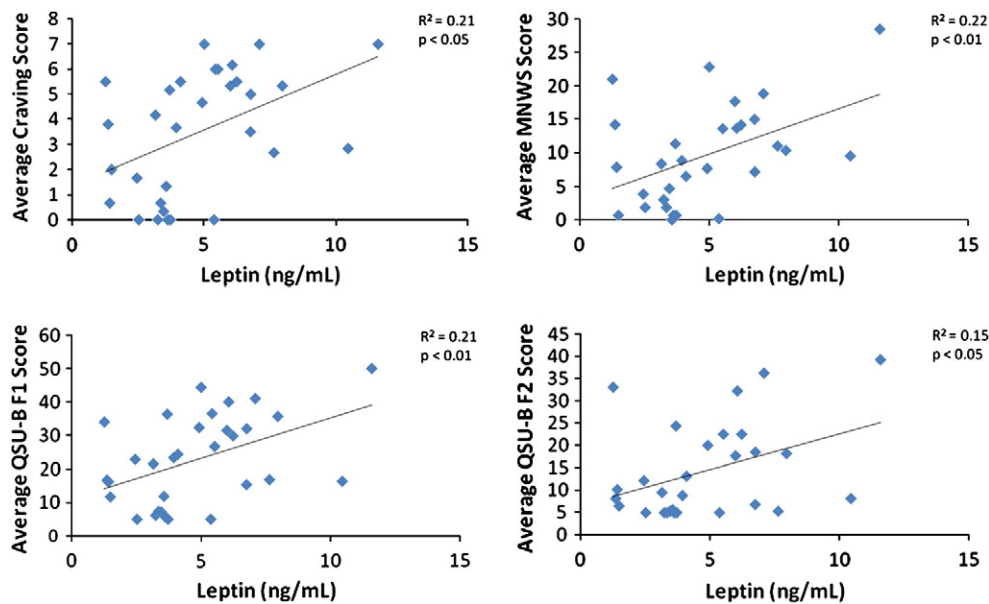 R² = 0.21
p < 0.05
Average Craving Score
8
7
6
5
4
3
2
1
0
0 5 10 15
Leptin (ng/mL)
R² = 0.22
p < 0.01
Average MNWS Score
30
25
20
15
10
5
0
0 5 10 15
Leptin (ng/mL)
R² = 0.21
p < 0.01
Average QSU-B F1 Score
60
50
40
30
20
10
0
0 5 10 15
Leptin (ng/mL)
R² = 0.15
p < 0.05
Average QSU-B F2 Score
45
40
35
30
25
20
15
10
5
0
0 5 10 15
Leptin (ng/mL)